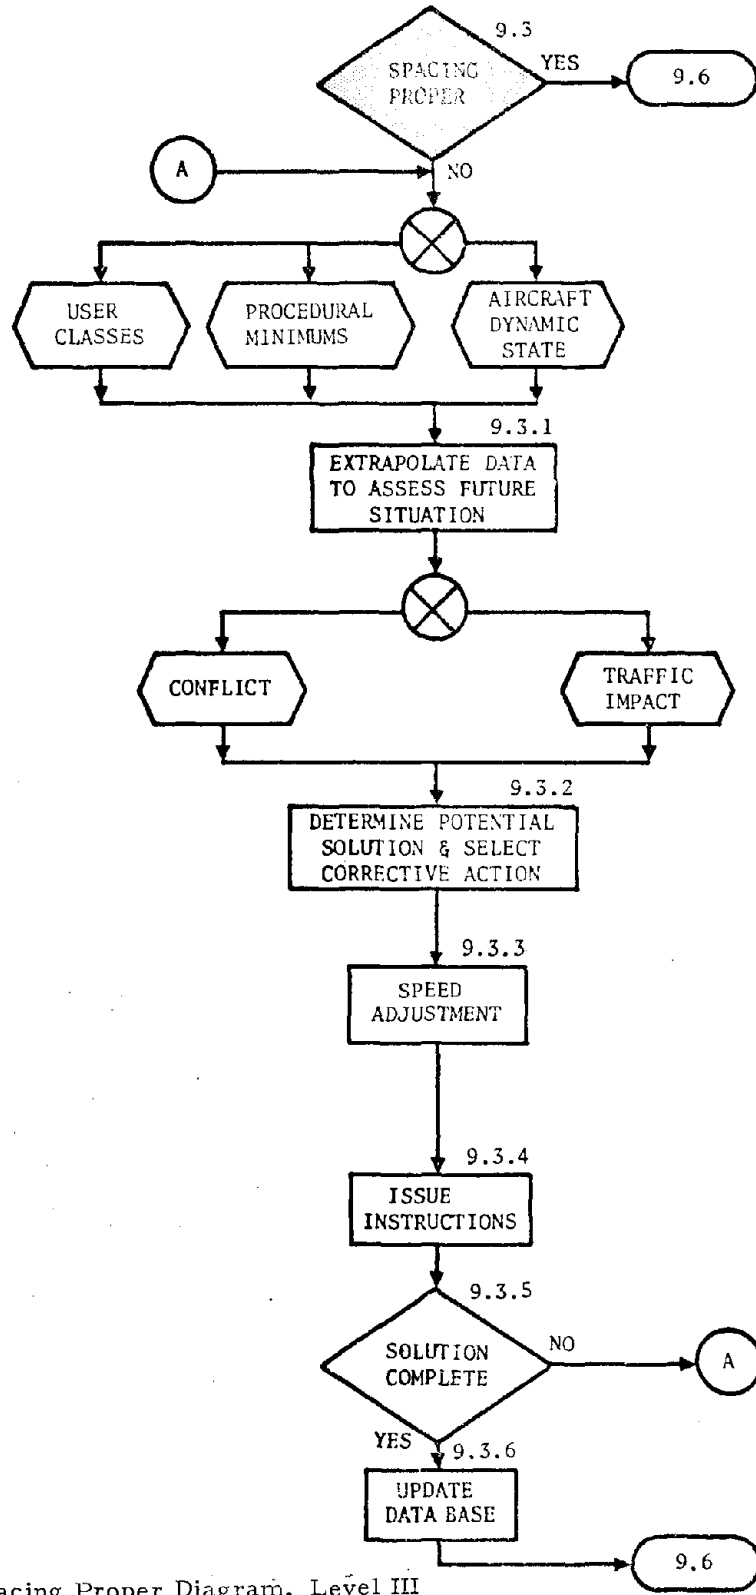 9.3
SPACING
PROPER
YES
9.6
A
NO
USER
CLASSES
PROCEDURAL
MINIMUMS
AIRCRAFT
DYNAMIC
STATE
9.3.1
EXTRAPOLATE DATA
TO ASSESS FUTURE
SITUATION
CONFLICT
TRAFFIC
IMPACT
9.3.2
DETERMINE POTENTIAL
SOLUTION & SELECT
CORRECTIVE ACTION
9.3.3
SPEED
ADJUSTMENT
9.3.4
ISSUE
INSTRUCTIONS
9.3.5
SOLUTION
COMPLETE
NO
A
YES
9.3.6
UPDATE
DATA BASE
9.6
acing Proper Diagram, Level III